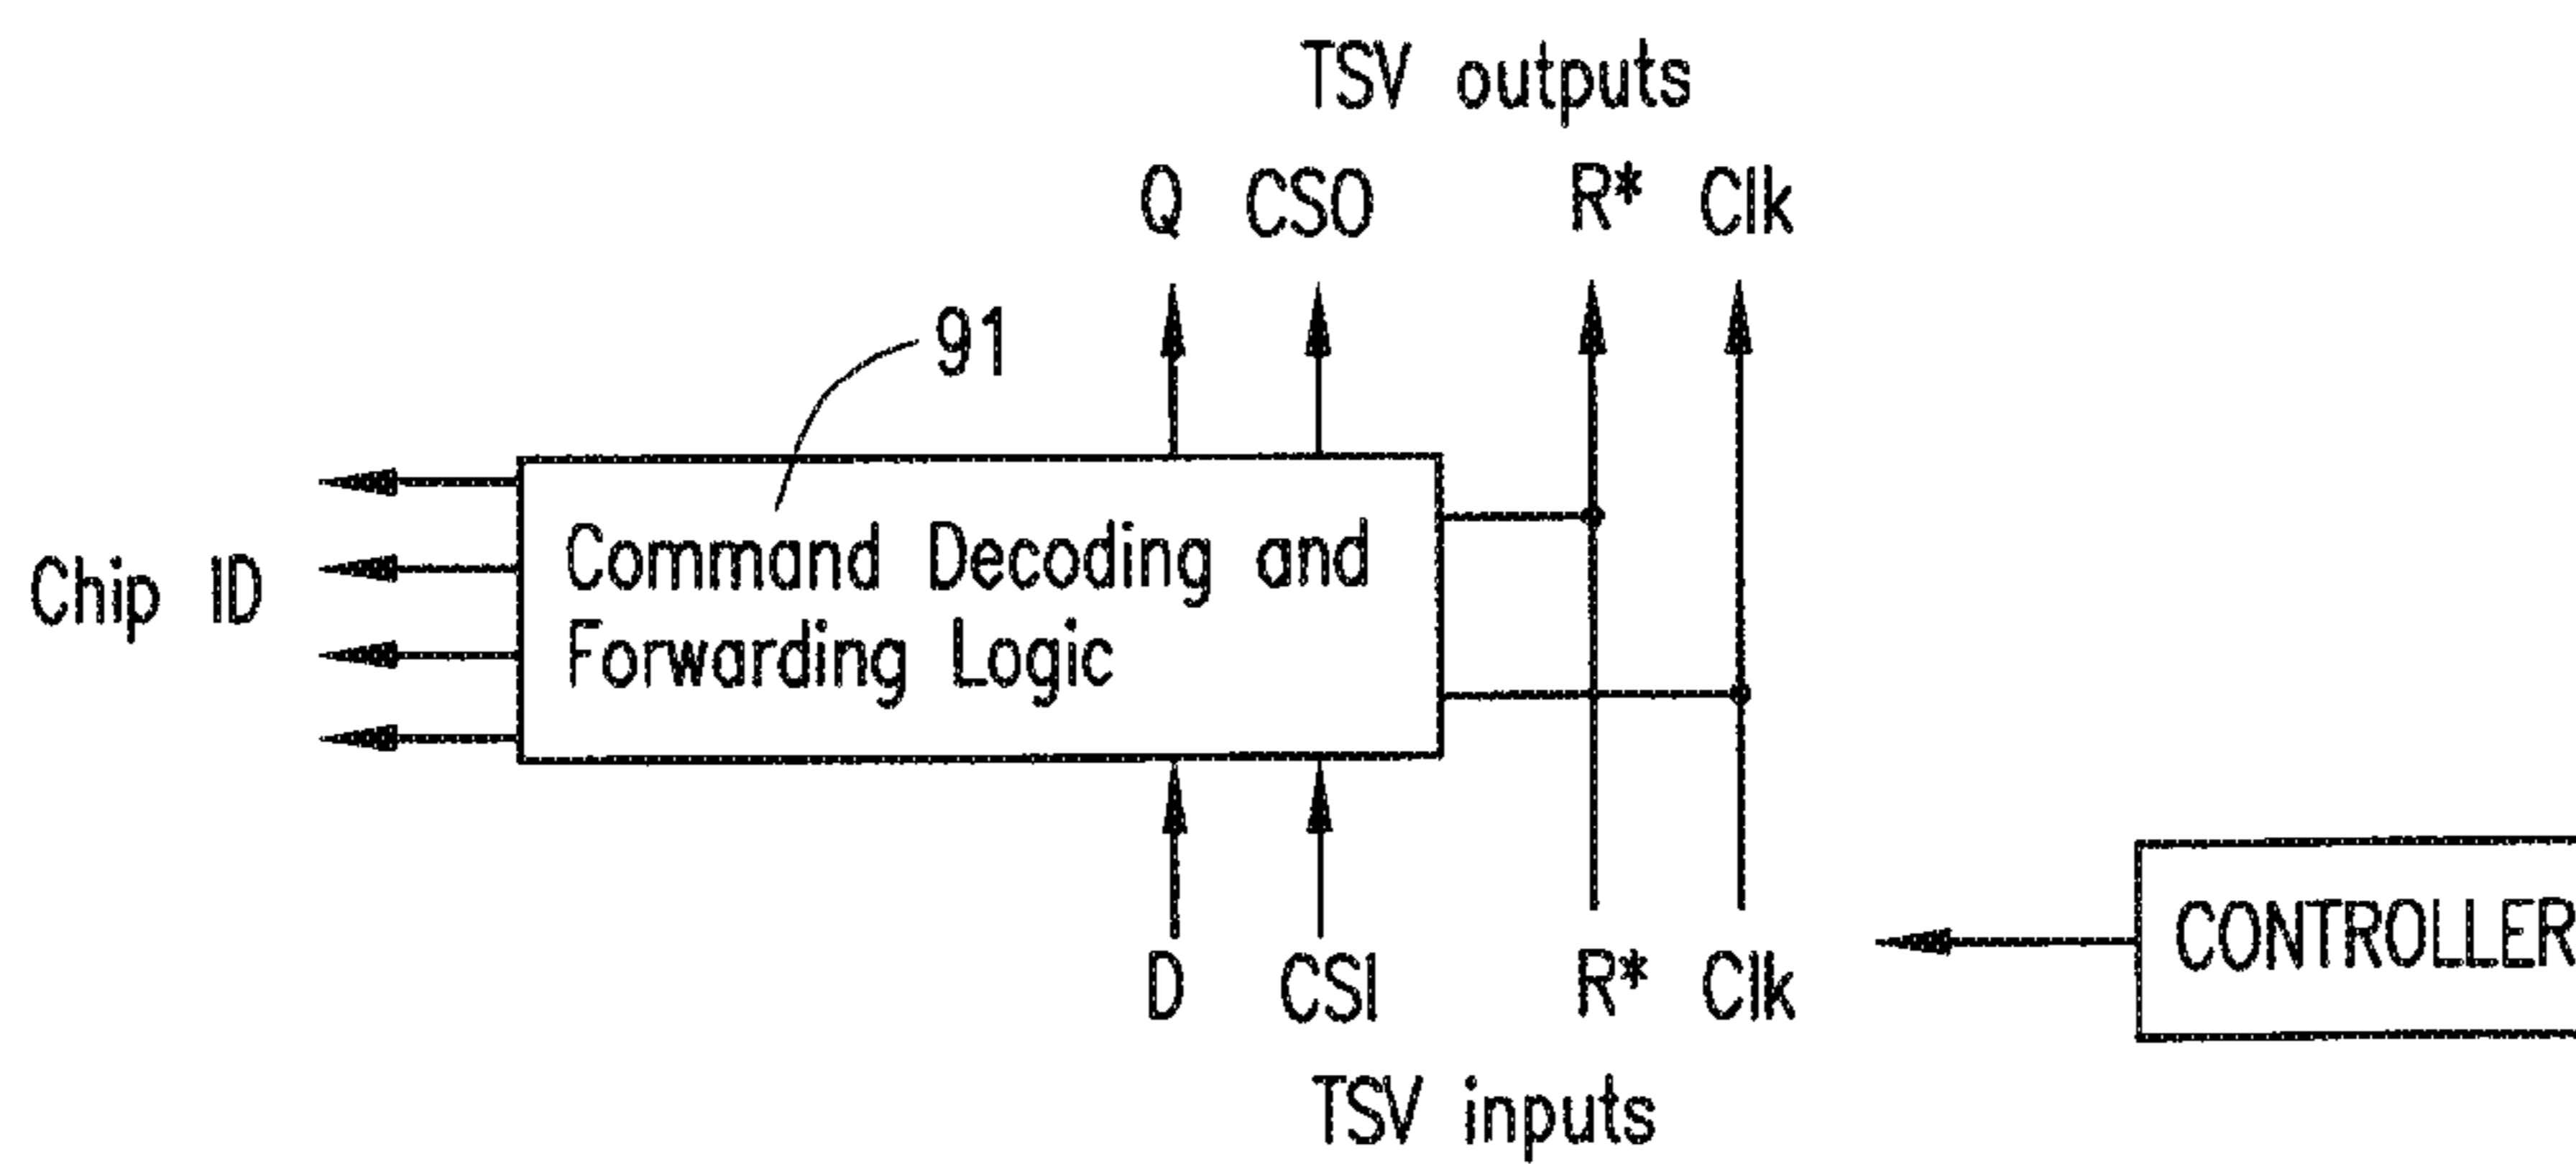 TSV outputs
Q CSO R* Clk
91
Chip ID
Command Decoding and
Forwarding Logic
D CSI R* Clk
CONTROLLER
TSV inputs